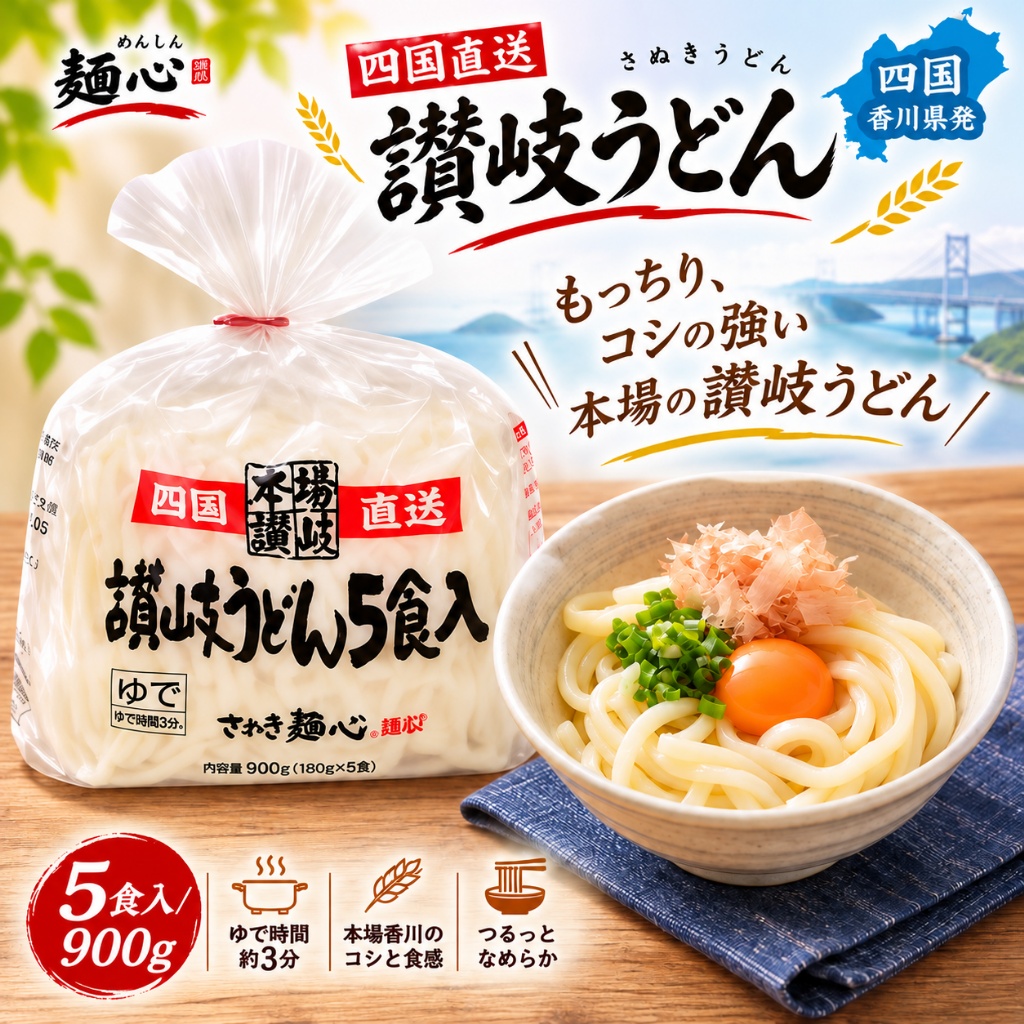 めんしん
麺心
四国直送
さぬきうどん
讃岐うどん
四国
香川県発
もっちり、
コシの強い
本場の讃岐うどん
四国
本場
讃岐
直送
讃岐うどん5食入
ゆで
ゆで時間3分。
さぬき麺心® 麺心®
内容量 900g(180g×5食)
5食入/
900g
ゆで時間
約3分
本場香川の
コシと食感
つるっと
なめらか